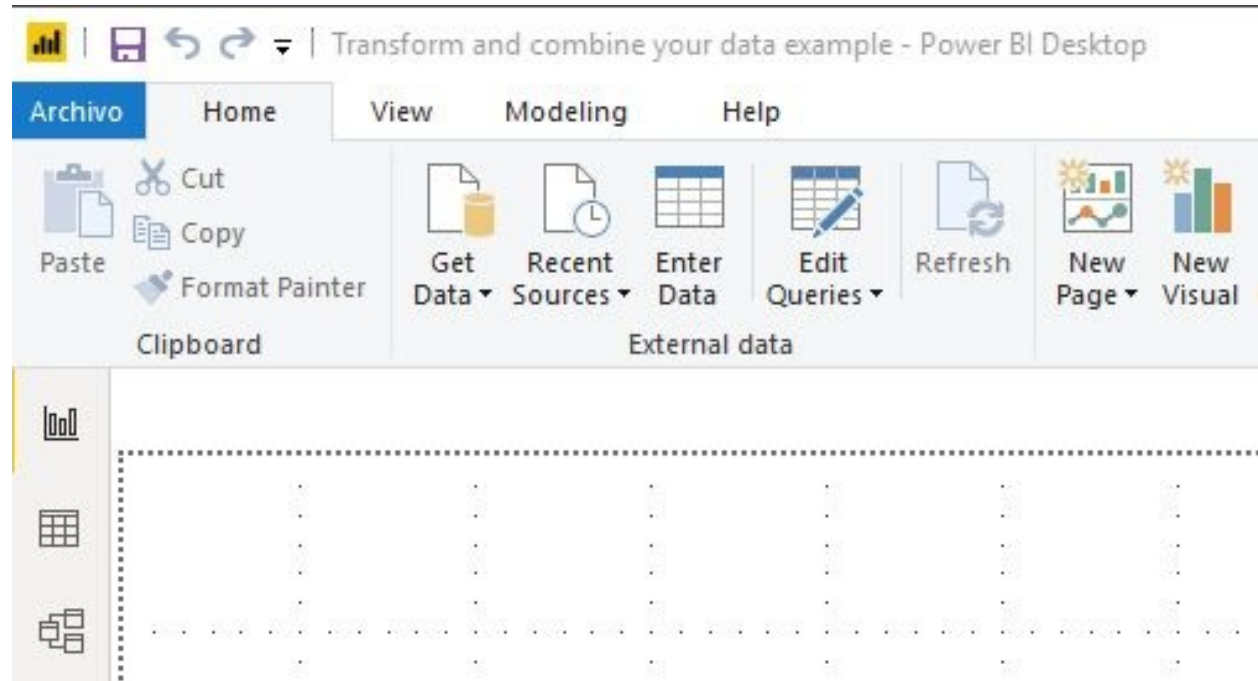 Transform and combine your data example - Power BI Desktop
Archivo Home View Modeling Help
Paste
Cut
Copy
Format Painter
Clipboard
Get
Data
Recent
Sources
Enter
Data
Edit
Queries
Refresh
External data
New
Page
New
Visual